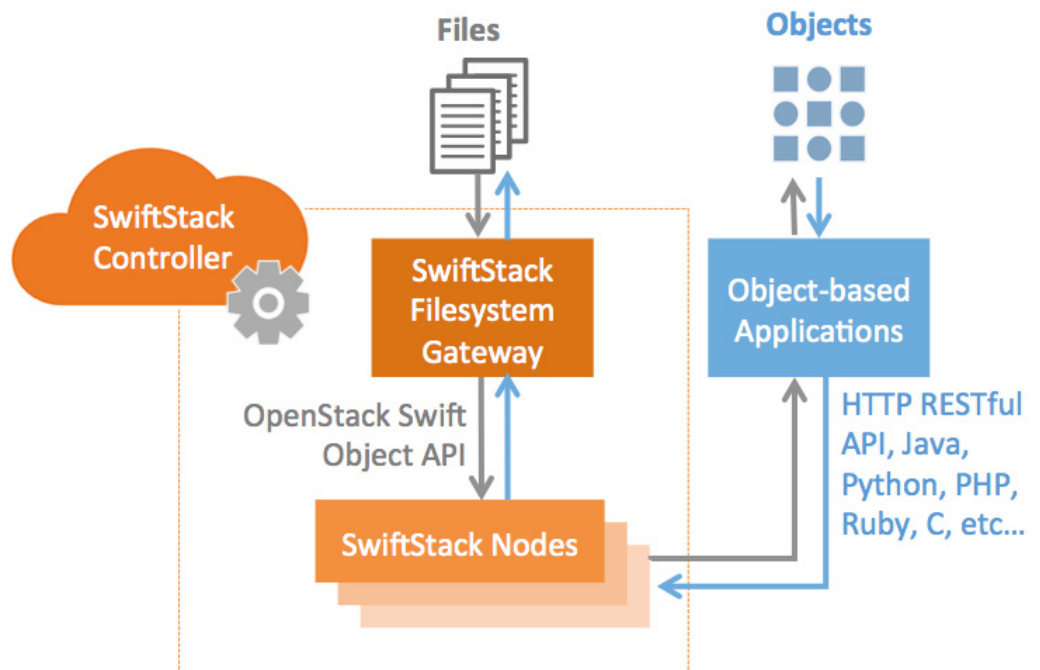 Files
Objects
SwiftStack
Controller
SwiftStack
Filesystem
Gateway
Object-based
Applications
OpenStack Swift
Object API
HTTP RESTful
API, Java,
Python, PHP,
Ruby, C, etc...
SwiftStack Nodes